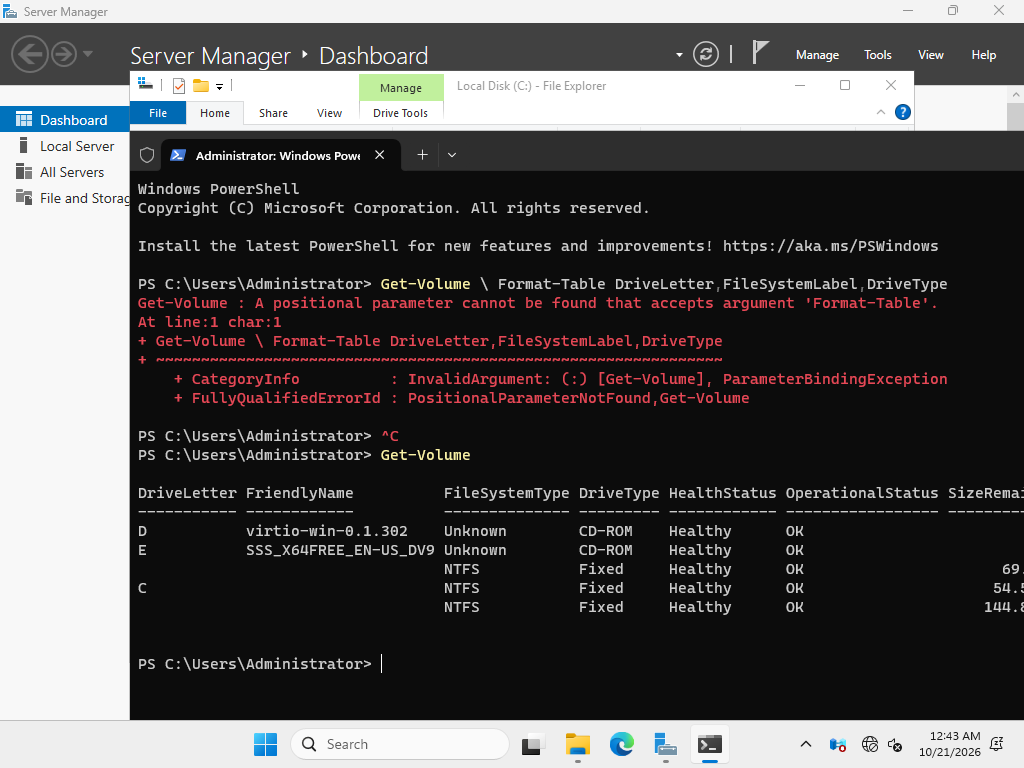 Server Manager
Server Manager ‣ Dashboard
Manage Tools View Help
Manage Local Disk (C:) - File Explorer
File Home Share View Drive Tools
Dashboard
Local Server
All Servers
File and Storag
Administrator: Windows Powe
Windows PowerShell
Copyright (C) Microsoft Corporation. All rights reserved.
Install the latest PowerShell for new features and improvements! https://aka.ms/PSWindows
PS C:\Users\Administrator> Get-Volume \ Format-Table DriveLetter,FileSystemLabel,DriveType
Get-Volume : A positional parameter cannot be found that accepts argument 'Format-Table'.
At line:1 char:1
+ Get-Volume \ Format-Table DriveLetter,FileSystemLabel,DriveType
+ ~~~~~~~~~~~~~~~~~~~~~~~~~~~~~~~~~~~~~~~~~~~~~~~~~~~~~~~~~~~~~~~
+ CategoryInfo : InvalidArgument: (:) [Get-Volume], ParameterBindingException
+ FullyQualifiedErrorId : PositionalParameterNotFound,Get-Volume
PS C:\Users\Administrator> ^C
PS C:\Users\Administrator> Get-Volume
DriveLetter FriendlyName FileSystemType DriveType HealthStatus OperationalStatus SizeRemai
----------- ------------ -------------- --------- ------------ ----------------- ---------
D virtio-win-0.1.302 Unknown CD-ROM Healthy OK
E SSS_X64FREE_EN-US_DV9 Unknown CD-ROM Healthy OK
NTFS Fixed Healthy OK 69.
C NTFS Fixed Healthy OK 54.5
NTFS Fixed Healthy OK 144.8
PS C:\Users\Administrator>
Search
12:43 AM
10/21/2026